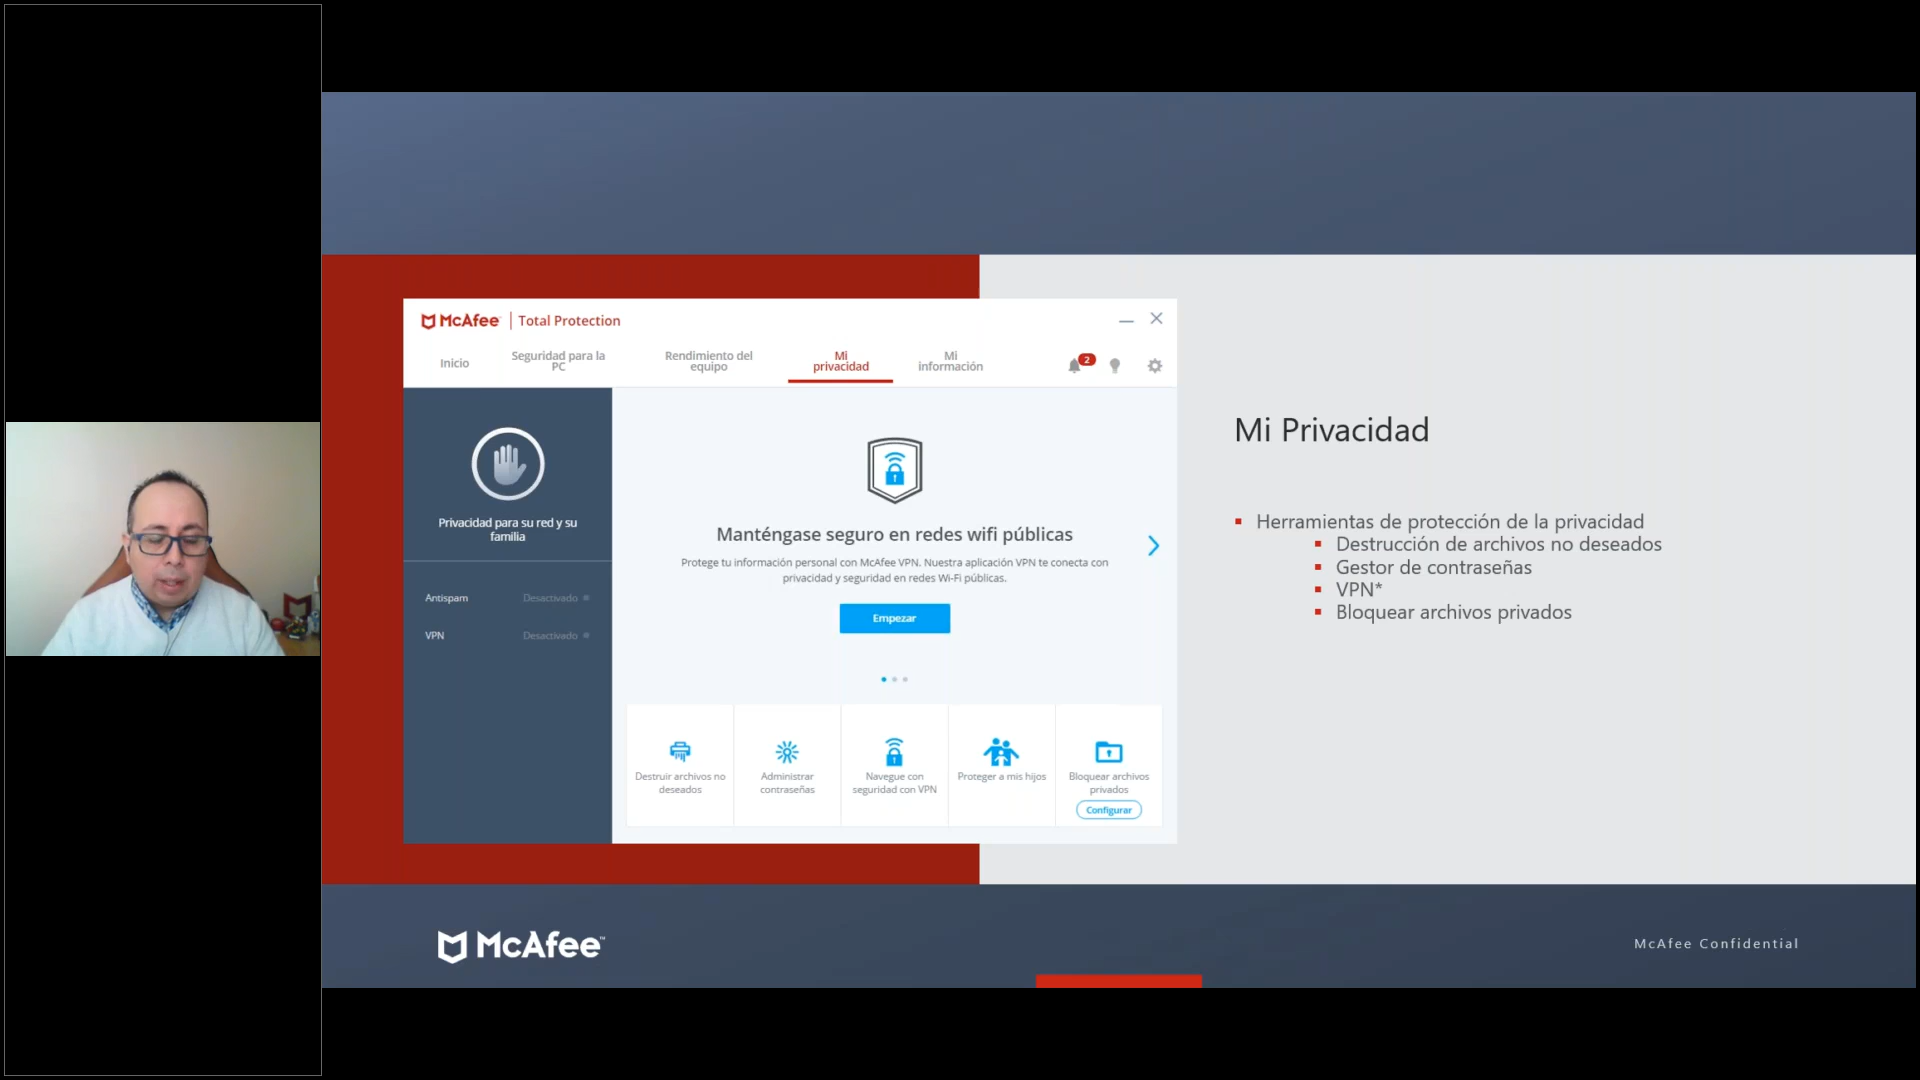 McAfee | Total Protection
Inicio
Seguridad para la
PC
Rendimiento del
equipo
Mi
privacidad
Mi
información
2
Privacidad para su red y su
familia
Antispam Desactivado
VPN Desactivado
Manténgase seguro en redes wifi públicas
Protege tu información personal con McAfee VPN. Nuestra aplicación VPN te conecta con
privacidad y seguridad en redes Wi-Fi públicas.
Empezar
Destruir archivos no
deseados
Administrar
contraseñas
Navegue con
seguridad con VPN
Proteger a mis hijos
Bloquear archivos
privados
Configurar
Mi Privacidad
Herramientas de protección de la privacidad
Destrucción de archivos no deseados
Gestor de contraseñas
VPN*
Bloquear archivos privados
McAfee™
McAfee Confidential